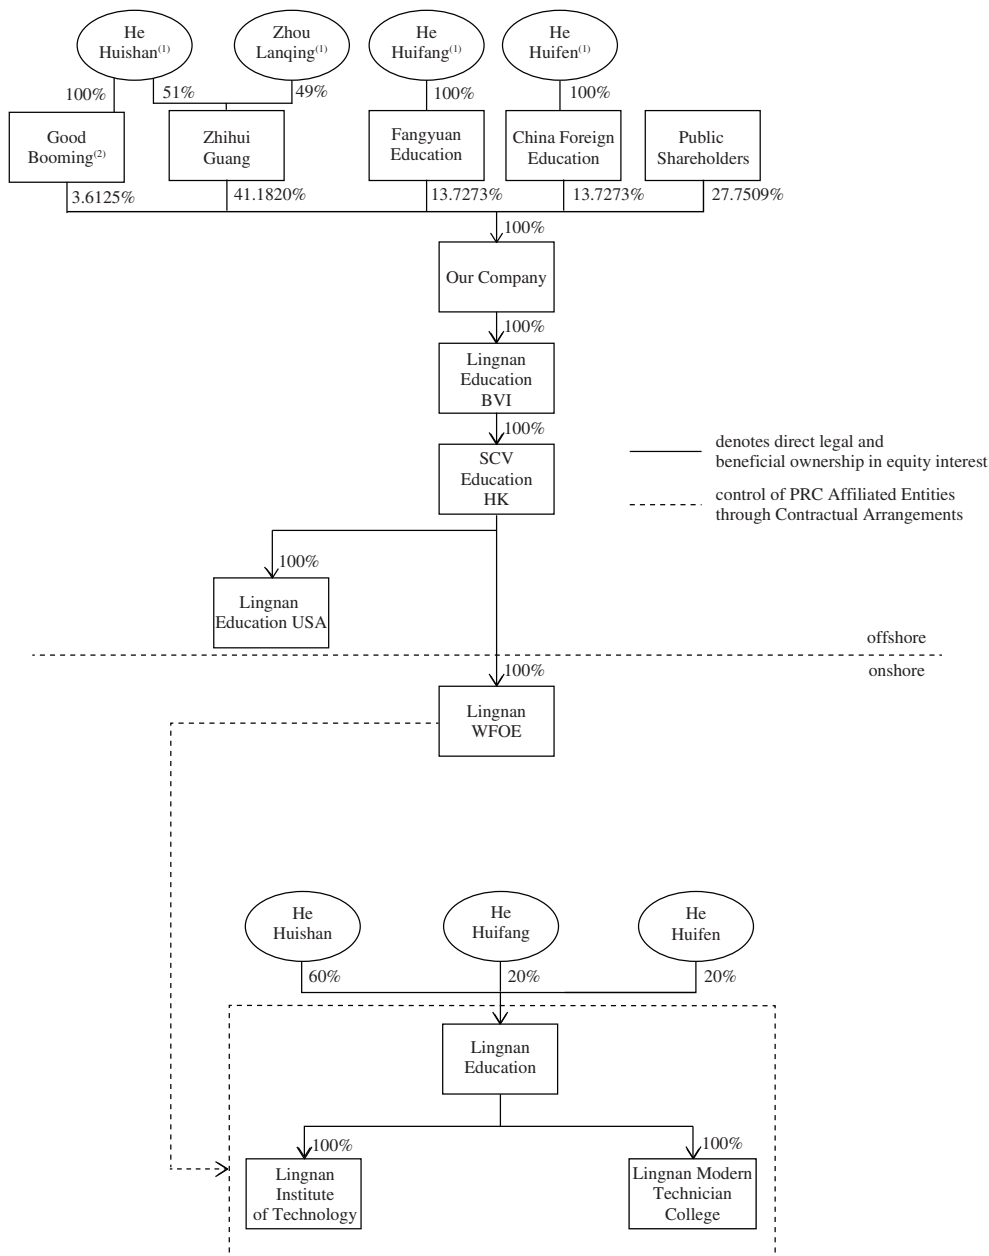 He
Huishan(1)
Zhou
Lanqing(1)
He
Huifang(1)
He
Huifen(1)
100%
51%
49%
100%
100%
Good
Booming(2)
Zhihui
Guang
Fangyuan
Education
China Foreign
Education
Public
Shareholders
3.6125%
41.1820%
13.7273%
13.7273%
27.7509%
100%
Our Company
100%
Lingnan
Education
BVI
100%
SCV
Education
HK
denotes direct legal and
beneficial ownership in equity interest
control of PRC Affiliated Entities
through Contractual Arrangements
100%
Lingnan
Education USA
offshore
onshore
100%
Lingnan
WFOE
He
Huishan
He
Huifang
He
Huifen
60%
20%
20%
Lingnan
Education
100%
100%
Lingnan
Institute
of Technology
Lingnan Modern
Technician
College